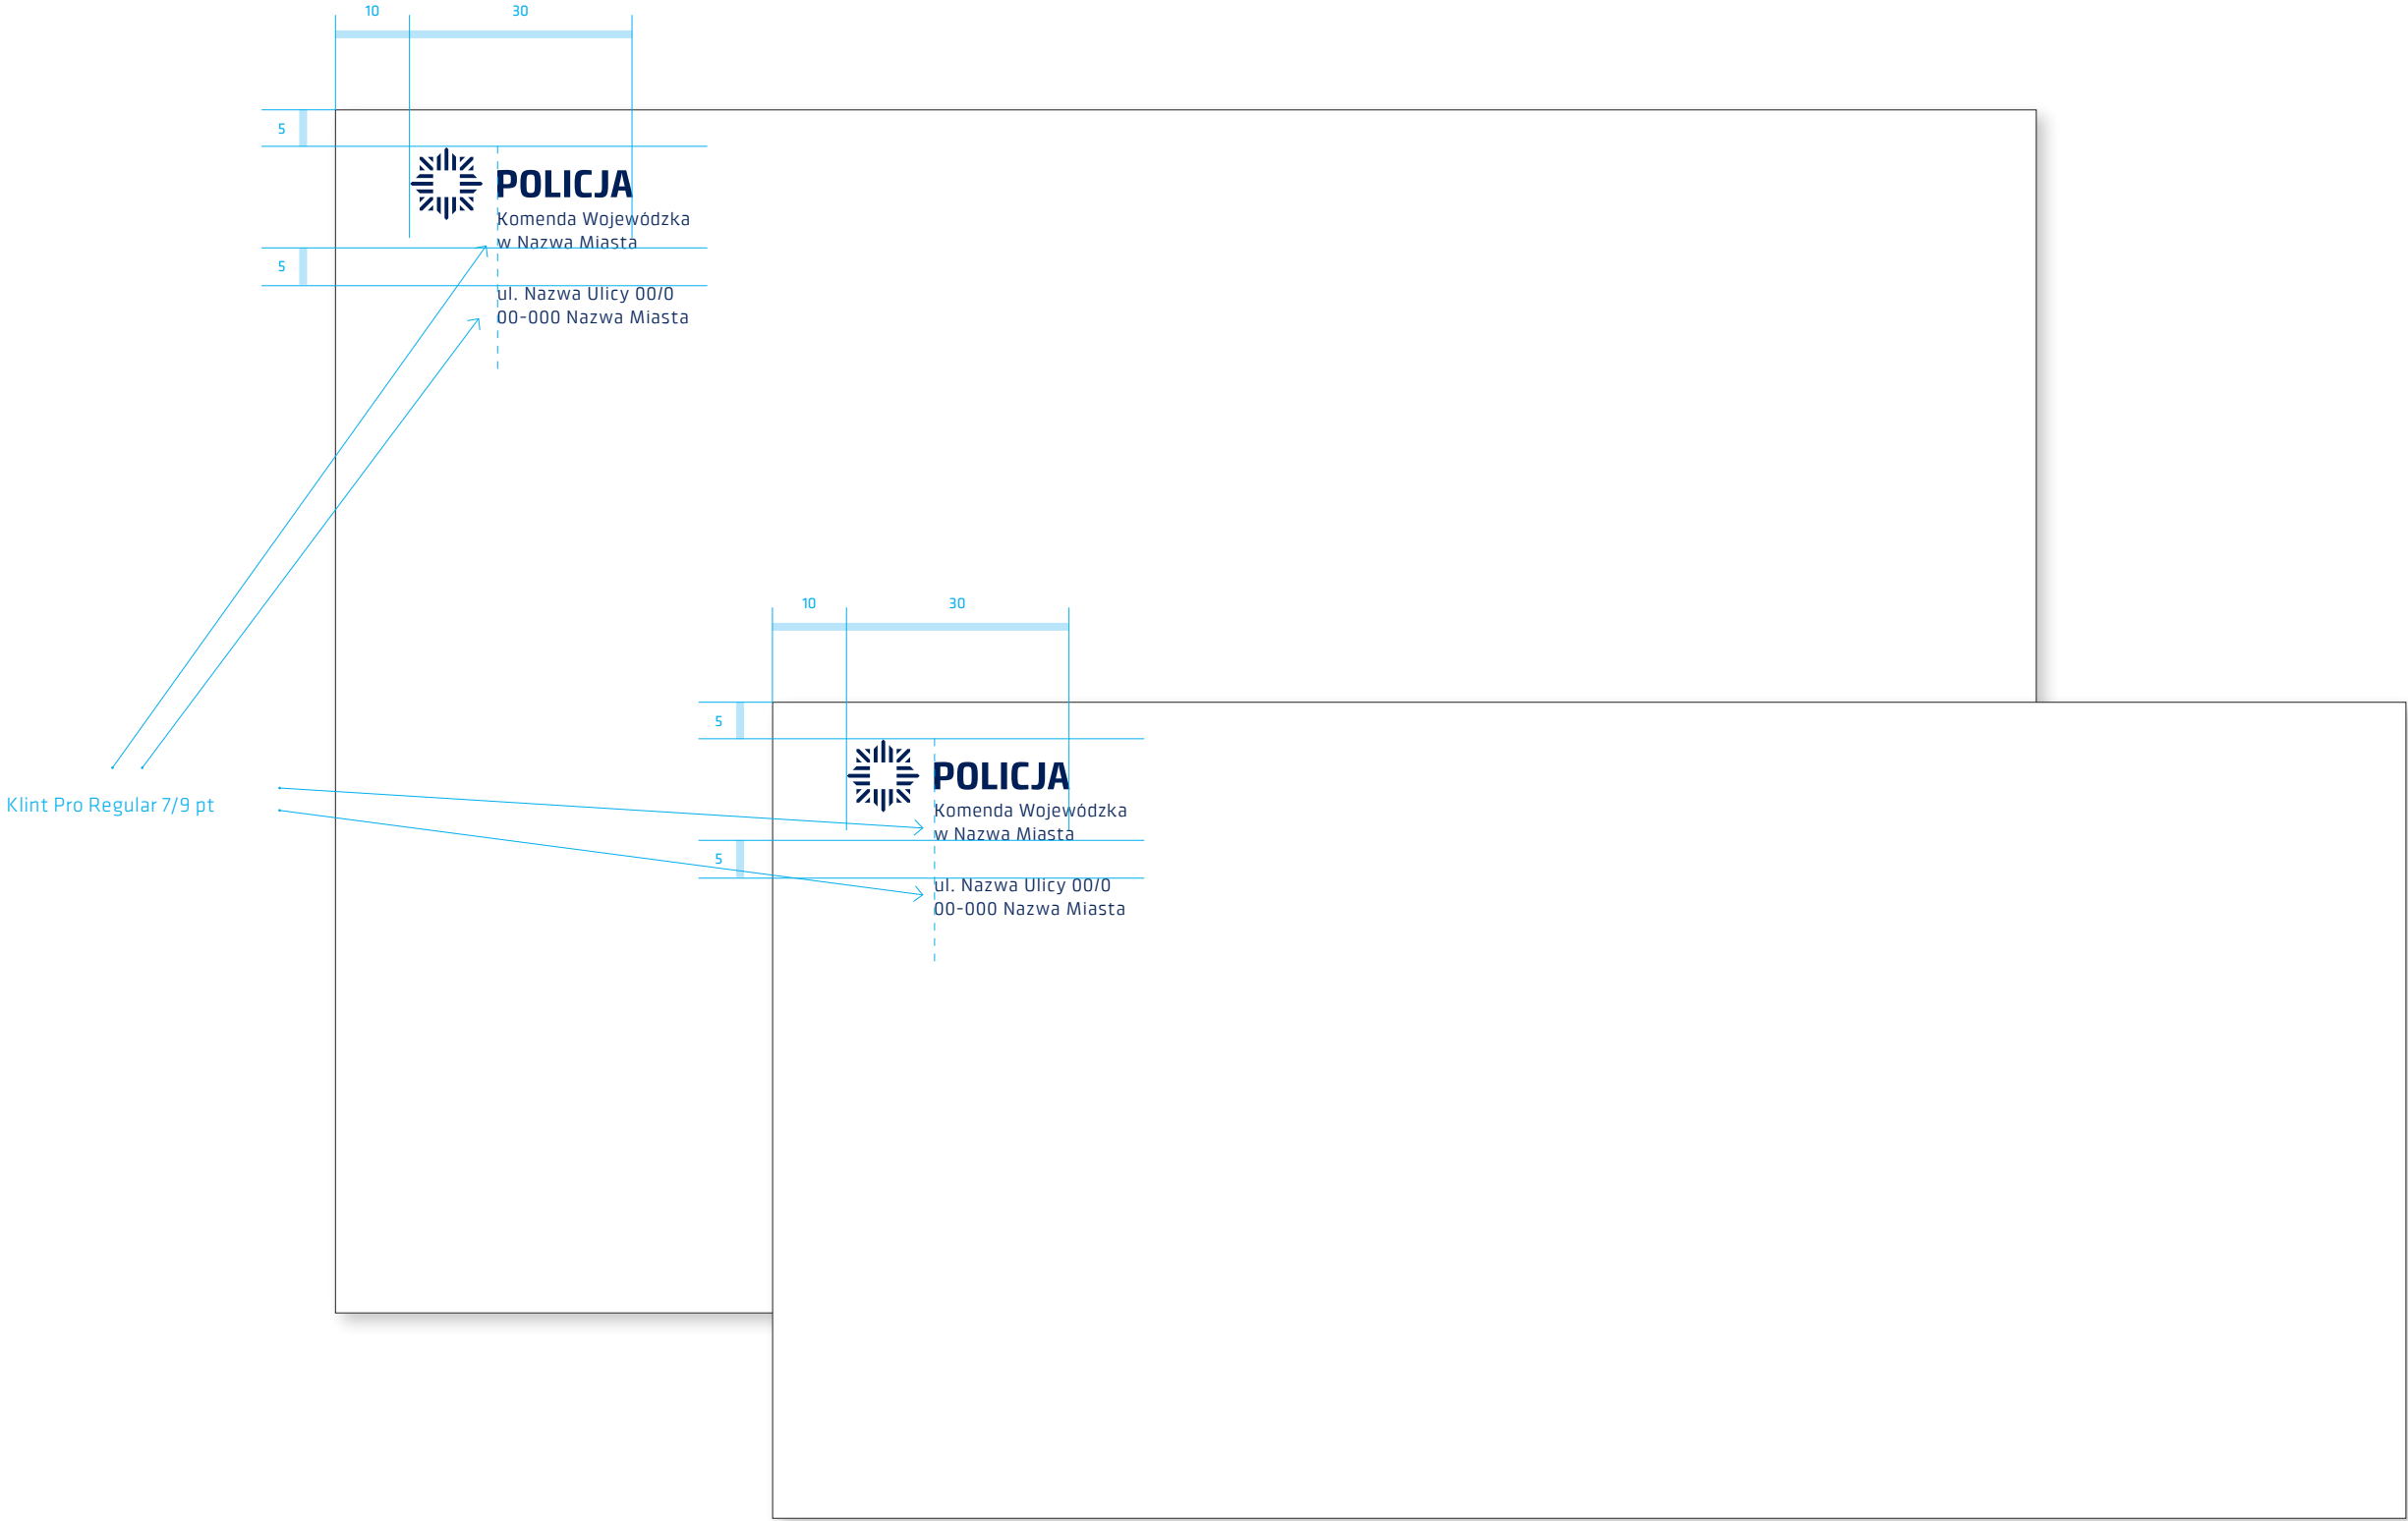 10 30
5
POLICJA
Komenda Wojewódzka
w Nazwa Miasta
5
ul. Nazwa Ulicy 00/0
00-000 Nazwa Miasta
10 30
5
POLICJA
Komenda Wojewódzka
w Nazwa Miasta
5
ul. Nazwa Ulicy 00/0
00-000 Nazwa Miasta
Klint Pro Regular 7/9 pt